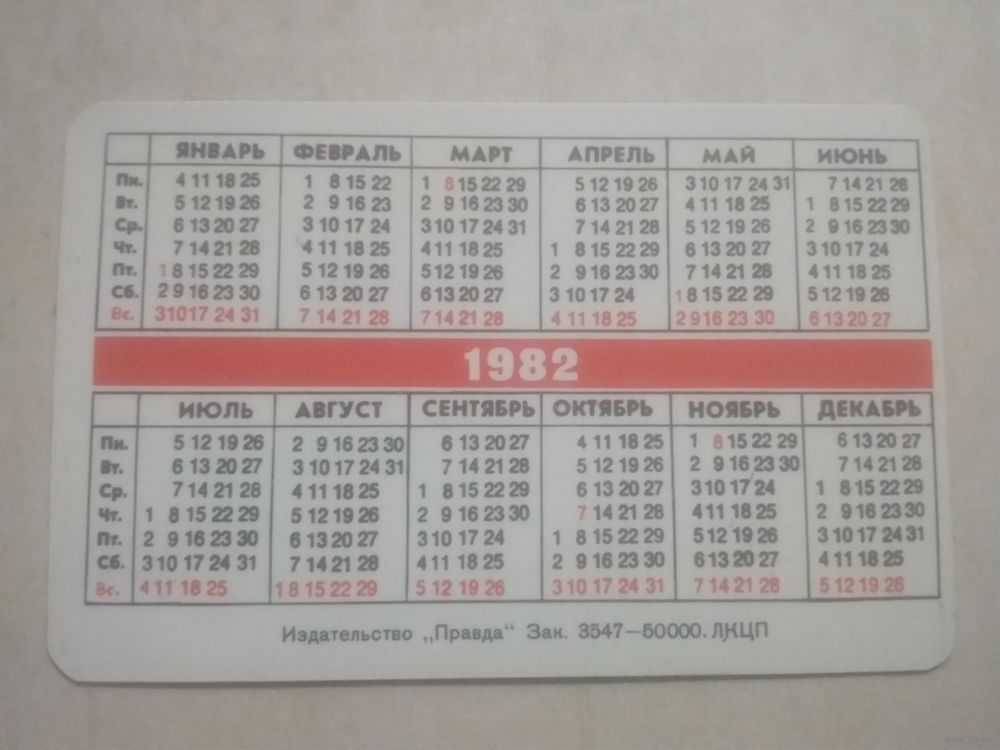 ЯНВАРЬ ФЕВРАЛЬ МАРТ АПРЕЛЬ МАЙ ИЮНЬ
Пн. 4 11 18 25 1 8 15 22 1 8 15 22 29 5 12 19 26 3 10 17 24 31 7 14 21 28
Вт. 5 12 19 26 2 9 16 23 2 9 16 23 30 6 13 20 27 4 11 18 25 1 8 15 22 29
Ср. 6 13 20 27 3 10 17 24 3 10 17 24 31 7 14 21 28 5 12 19 26 2 9 16 23 30
Чт. 7 14 21 28 4 11 18 25 4 11 18 25 1 8 15 22 29 6 13 20 27 3 10 17 24
Пт. 1 8 15 22 29 5 12 19 26 5 12 19 26 2 9 16 23 30 7 14 21 28 4 11 18 25
Сб. 2 9 16 23 30 6 13 20 27 6 13 20 27 3 10 17 24 1 8 15 22 29 5 12 19 26
Вс. 3 10 17 24 31 7 14 21 28 7 14 21 28 4 11 18 25 2 9 16 23 30 6 13 20 27
1982
ИЮЛЬ АВГУСТ СЕНТЯБРЬ ОКТЯБРЬ НОЯБРЬ ДЕКАБРЬ
Пн. 5 12 19 26 2 9 16 23 30 6 13 20 27 4 11 18 25 1 8 15 22 29 6 13 20 27
Вт. 6 13 20 27 3 10 17 24 31 7 14 21 28 5 12 19 26 2 9 16 23 30 7 14 21 28
Ср. 7 14 21 28 4 11 18 25 1 8 15 22 29 6 13 20 27 3 10 17 24 1 8 15 22 29
Чт. 1 8 15 22 29 5 12 19 26 2 9 16 23 30 7 14 21 28 4 11 18 25 2 9 16 23 30
Пт. 2 9 16 23 30 6 13 20 27 3 10 17 24 1 8 15 22 29 5 12 19 26 3 10 17 24 31
Сб. 3 10 17 24 31 7 14 21 28 4 11 18 25 2 9 16 23 30 6 13 20 27 4 11 18 25
Вс. 4 11 18 25 1 8 15 22 29 5 12 19 26 3 10 17 24 31 7 14 21 28 5 12 19 26
Издательство „Правда“ Зак. 3547—50000. ЛКЦП